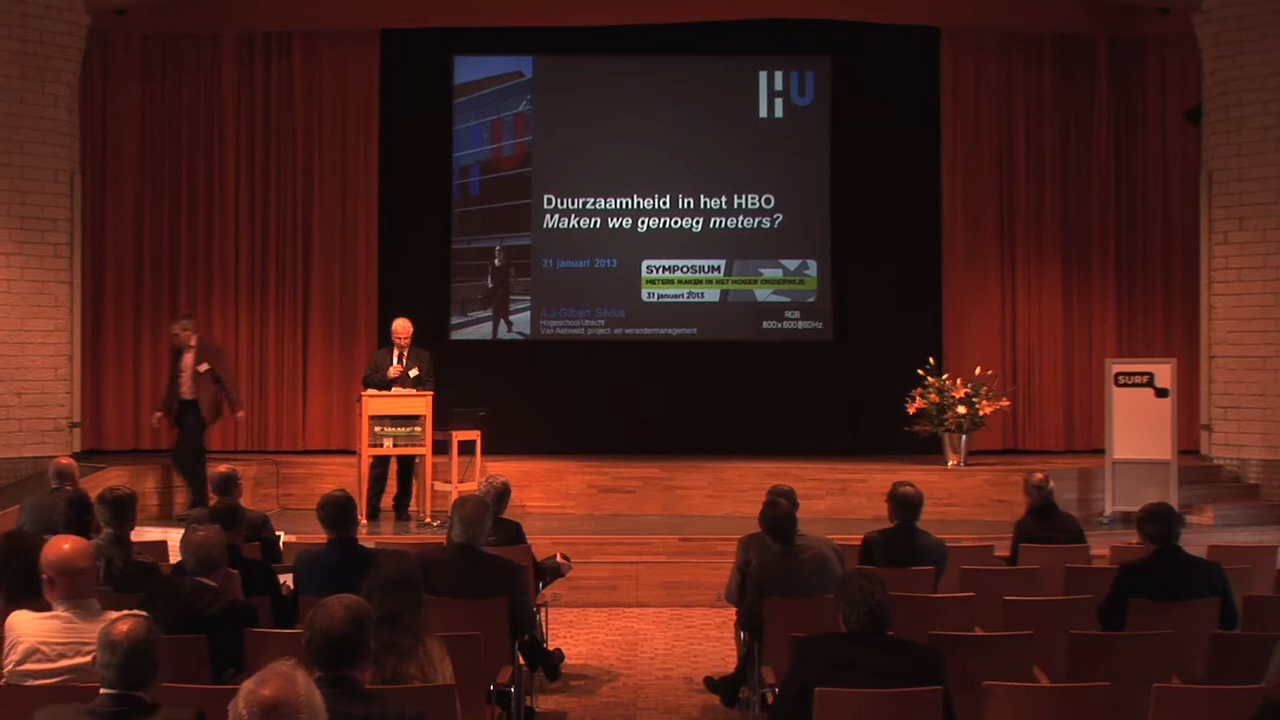 HU
HU
Duurzaamheid in het HBO
Maken we genoeg meters?
31 januari 2013
SYMPOSIUM
METERS MAKEN IN HET HOGER ONDERWIJS
31 januari 2013
A.J.Gilbert Silvius
Hogeschool Utrecht
Van Aetsveld, project- en verandermanagement
RGB
800x600@60Hz
SURF